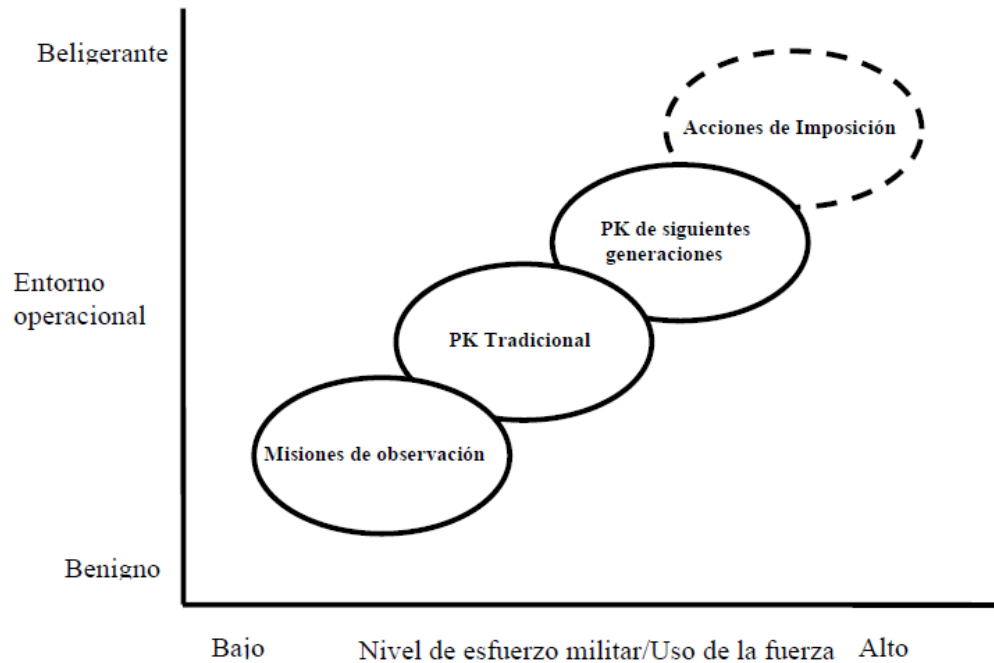 Beligerante
Acciones de Imposición
PK de siguientes
generaciones
Entorno
operacional
PK Tradicional
Misiones de observación
Benigno
Bajo
Nivel de esfuerzo militar/Uso de la fuerza
Alto